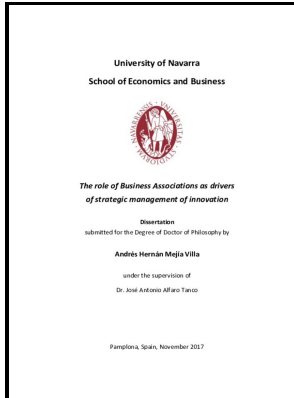 University of Navarra
School of Economics and Business
The role of Business Associations as drivers
of strategic management of innovation
Dissertation
submitted for the Degree of Doctor of Philosophy by
Andrés Hernán Mejía Villa
under the supervision of
Dr. José Antonio Alfaro Tanco
Pamplona, Spain, November 2017